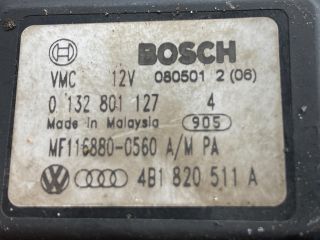 BOSCH
VMC 12V 080501 2 (06)
0 132 801 127 4
Made in Malaysia 905
MF116880-0560 A/M PA
4B1 820 511 A